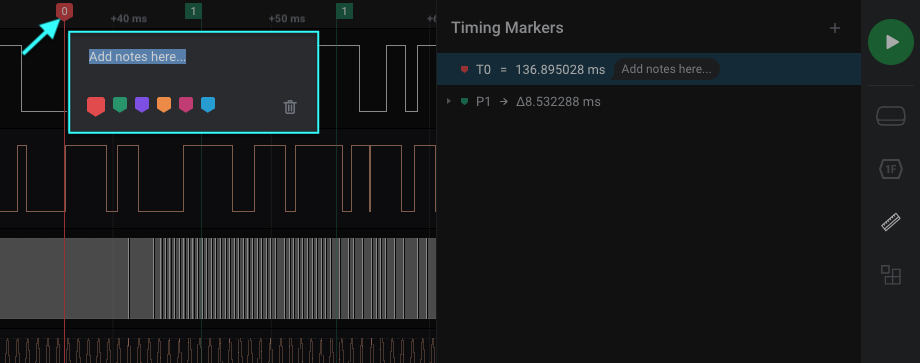 0
+40 ms
1
+50 ms
1
Add notes here...
Timing Markers
T0 = 136.895028 ms Add notes here...
P1 → Δ8.532288 ms
1F